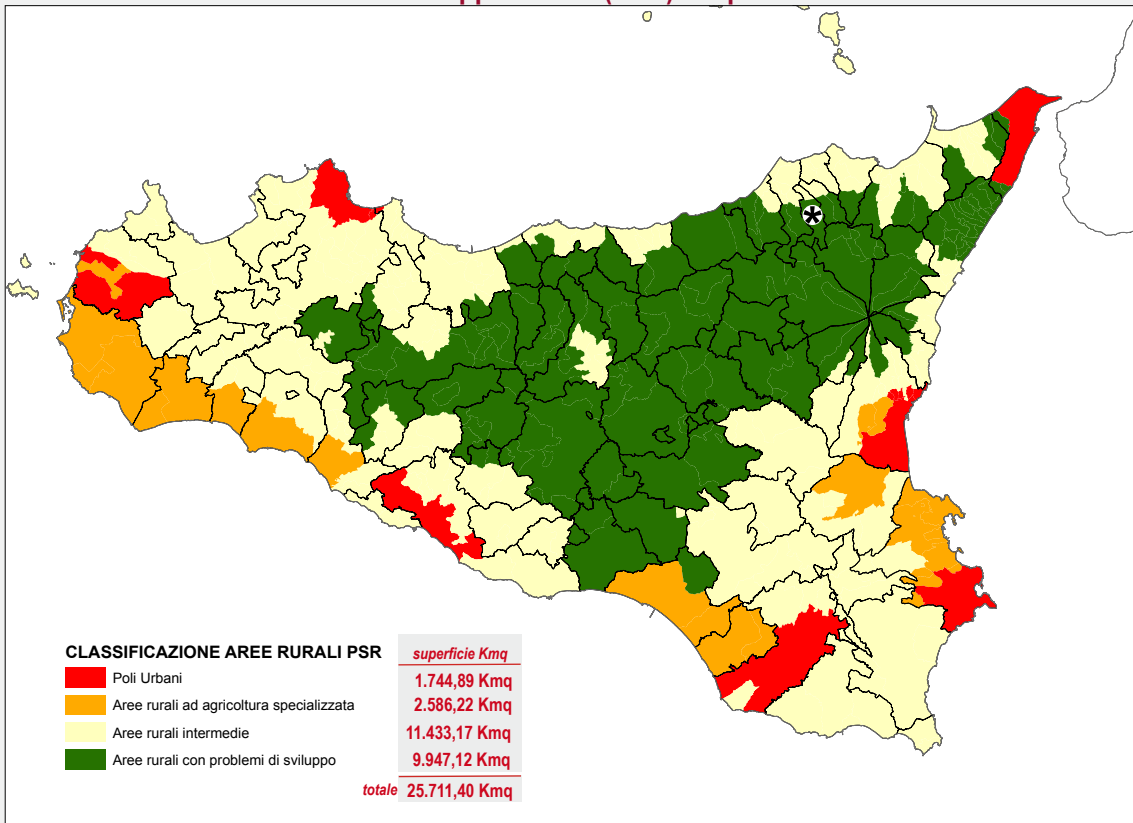 CLASSIFICAZIONE AREE RURALI PSR superficie Kmq
Poli Urbani 1.744,89 Kmq
Aree rurali ad agricoltura specializzata 2.586,22 Kmq
Aree rurali intermedie 11.433,17 Kmq
Aree rurali con problemi di sviluppo 9.947,12 Kmq
totale 25.711,40 Kmq